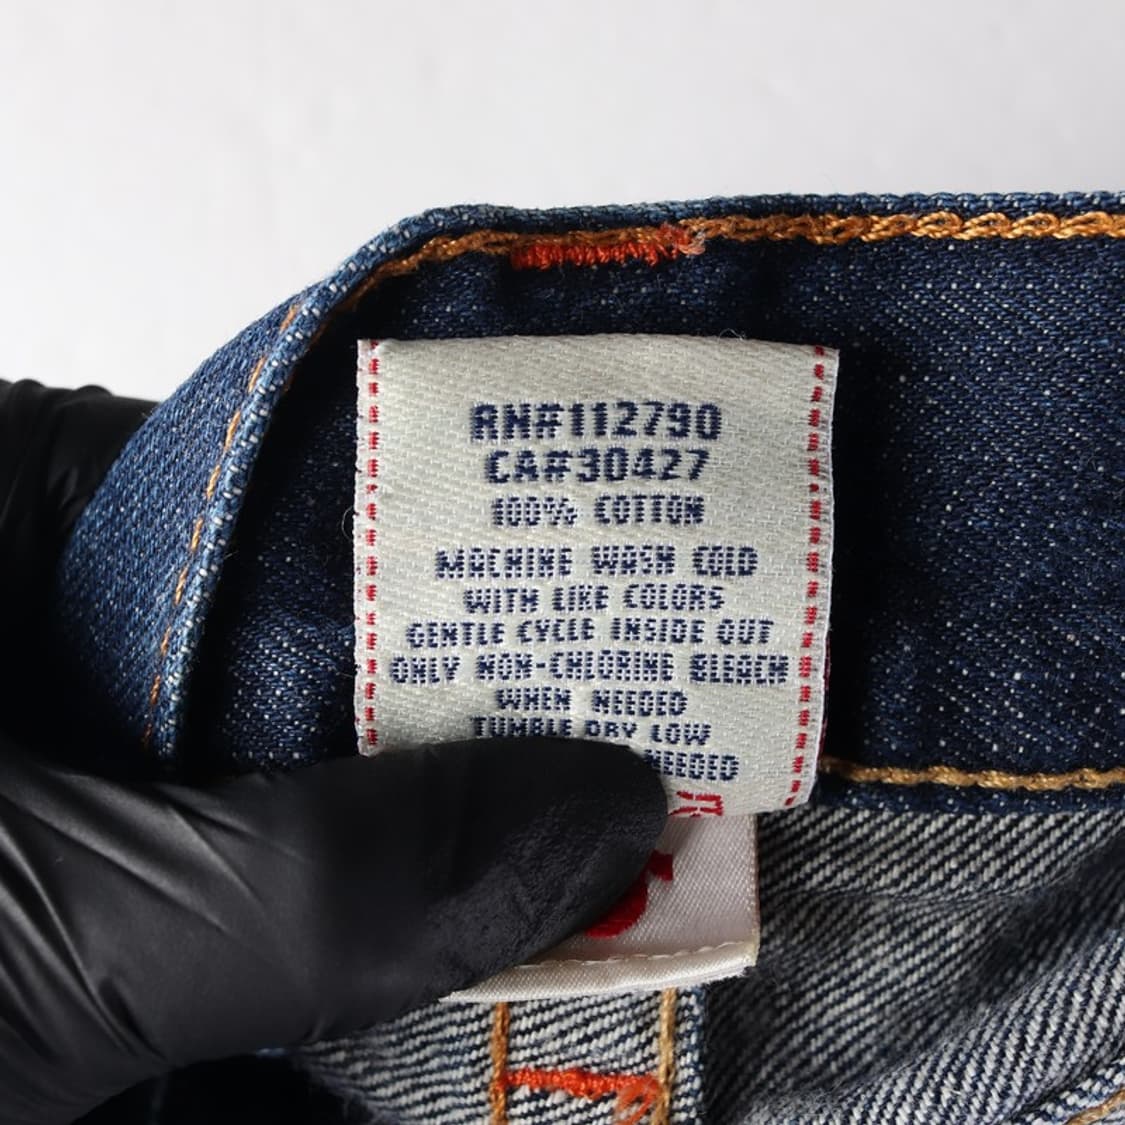 RN#112790
CA#30427
100% COTTON
MACHINE WASH COLD
WITH LIKE COLORS
GENTLE CYCLE INSIDE OUT
ONLY NON-CHLORINE BLEACH
WHEN NEEDED
TUMBLE DRY LOW
NEEDED